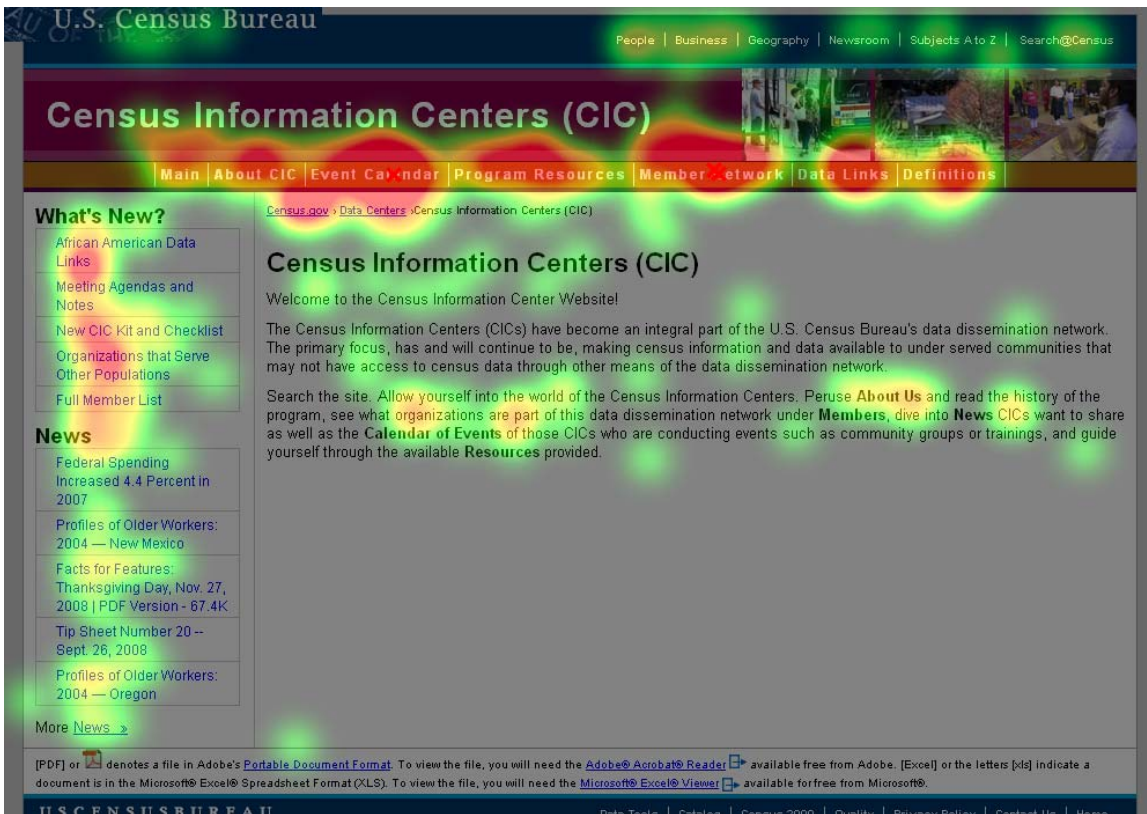 U.S. Census Bureau
People | Business | Geography | Newsroom | Subjects A to Z | Search@Census
Census Information Centers (CIC)
Main | About CIC | Event Calendar | Program Resources | Member Network | Data Links | Definitions
What's New?
African American Data
Links
Meeting Agendas and
Notes
New CIC Kit and Checklist
Organizations that Serve
Other Populations
Full Member List
News
Federal Spending
Increased 4.4 Percent in
2007
Profiles of Older Workers:
2004 — New Mexico
Facts for Features:
Thanksgiving Day, Nov. 27,
2008 | PDF Version - 67.4K
Tip Sheet Number 20 --
Sept. 26, 2008
Profiles of Older Workers:
2004 — Oregon
More News »
Census.gov › Data Centers ›Census Information Centers (CIC)
Census Information Centers (CIC)
Welcome to the Census Information Center Website!
The Census Information Centers (CICs) have become an integral part of the U.S. Census Bureau's data dissemination network.
The primary focus, has and will continue to be, making census information and data available to under served communities that
may not have access to census data through other means of the data dissemination network.
Search the site. Allow yourself into the world of the Census Information Centers. Peruse About Us and read the history of the
program, see what organizations are part of this data dissemination network under Members, dive into News CICs want to share
as well as the Calendar of Events of those CICs who are conducting events such as community groups or trainings, and guide
yourself through the available Resources provided.
[PDF] or denotes a file in Adobe's Portable Document Format. To view the file, you will need the Adobe® Acrobat® Reader available free from Adobe. [Excel] or the letters [xls] indicate a
document is in the Microsoft® Excel® Spreadsheet Format (XLS). To view the file, you will need the Microsoft® Excel® Viewer available for free from Microsoft®.
USCENSUSBUREAU
Data Tools | Catalog | Census 2000 | Quality | Privacy Policy | Contact Us | Home